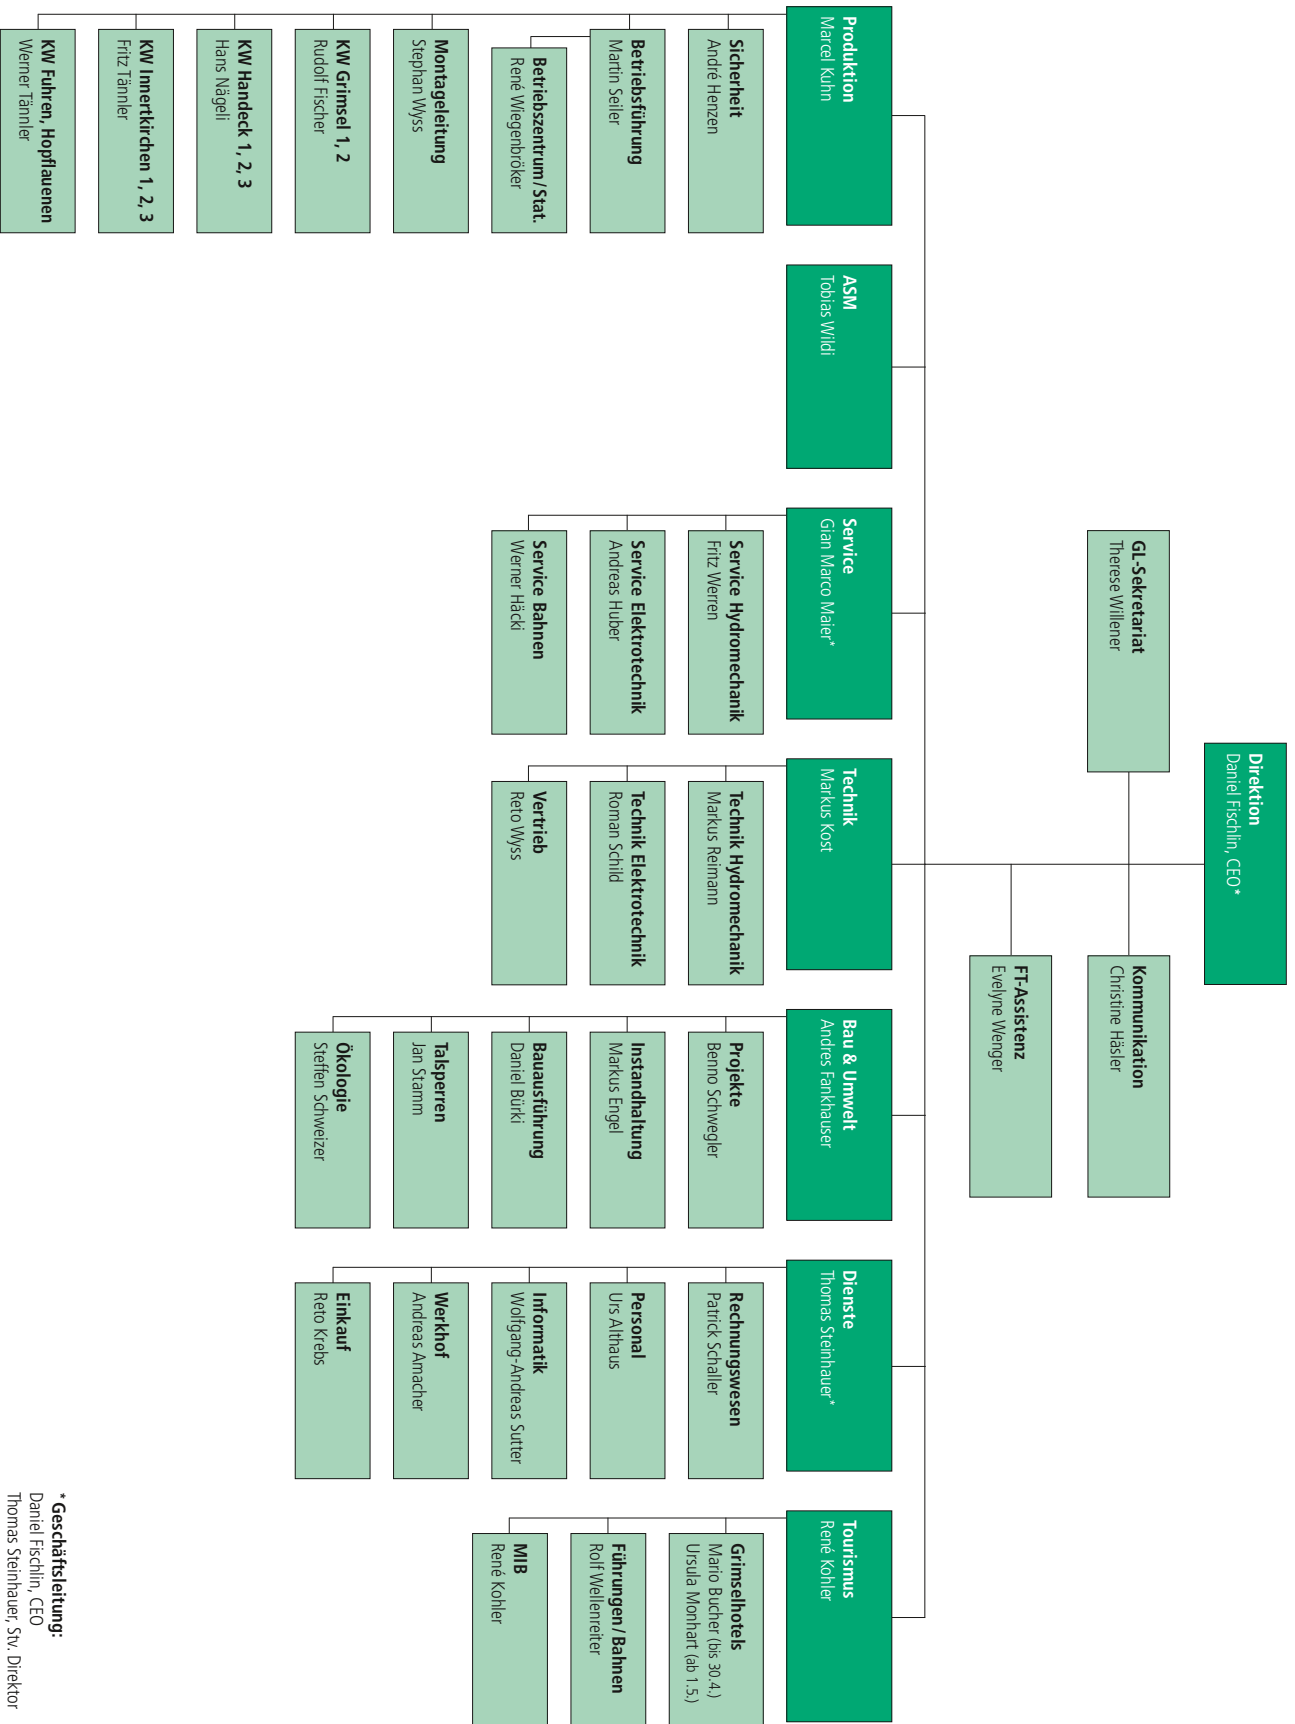 Direktion
Daniel Fischlin, CEO*
GL-Sekretariat
Therese Willener
Kommunikation
Christine Häsler
FT-Assistenz
Evelyne Wenger
Produktion
Marcel Kuhn
Sicherheit
André Henzen
Betriebsführung
Martin Seiler
Betriebszentrum/Stat.
René Wiegenbröker
Montageleitung
Stephan Wyss
KW Grimsel 1, 2
Rudolf Fischer
KW Handeck 1, 2, 3
Hans Nägeli
KW Innertkirchen 1, 2, 3
Fritz Tännler
KW Fuhren, Hopflauenen
Werner Tännler
ASM
Tobias Wildi
Service
Gian Marco Maier*
Service Hydromechanik
Fritz Werren
Service Elektrotechnik
Andreas Huber
Service Bahnen
Werner Häcki
Technik
Markus Kost
Technik Hydromechanik
Markus Reimann
Technik Elektrotechnik
Roman Schild
Vertrieb
Reto Wyss
Bau & Umwelt
Andres Fankhauser
Projekte
Benno Schwegler
Instandhaltung
Markus Engel
Bauausführung
Daniel Bürki
Talsperren
Jan Stamm
Ökologie
Steffen Schweizer
Dienste
Thomas Steinhauer*
Rechnungswesen
Patrick Schaller
Personal
Urs Althaus
Informatik
Wolfgang-Andreas Sutter
Werkhof
Andreas Amacher
Einkauf
Reto Krebs
Tourismus
René Kohler
Grimselhotels
Mario Bucher (bis 30.4.)
Ursula Monhart (ab 1.5.)
Führungen/Bahnen
Rolf Wellenreiter
MIB
René Kohler
* Geschäftsleitung:
Daniel Fischlin, CEO
Thomas Steinhauer, Stv. Direktor